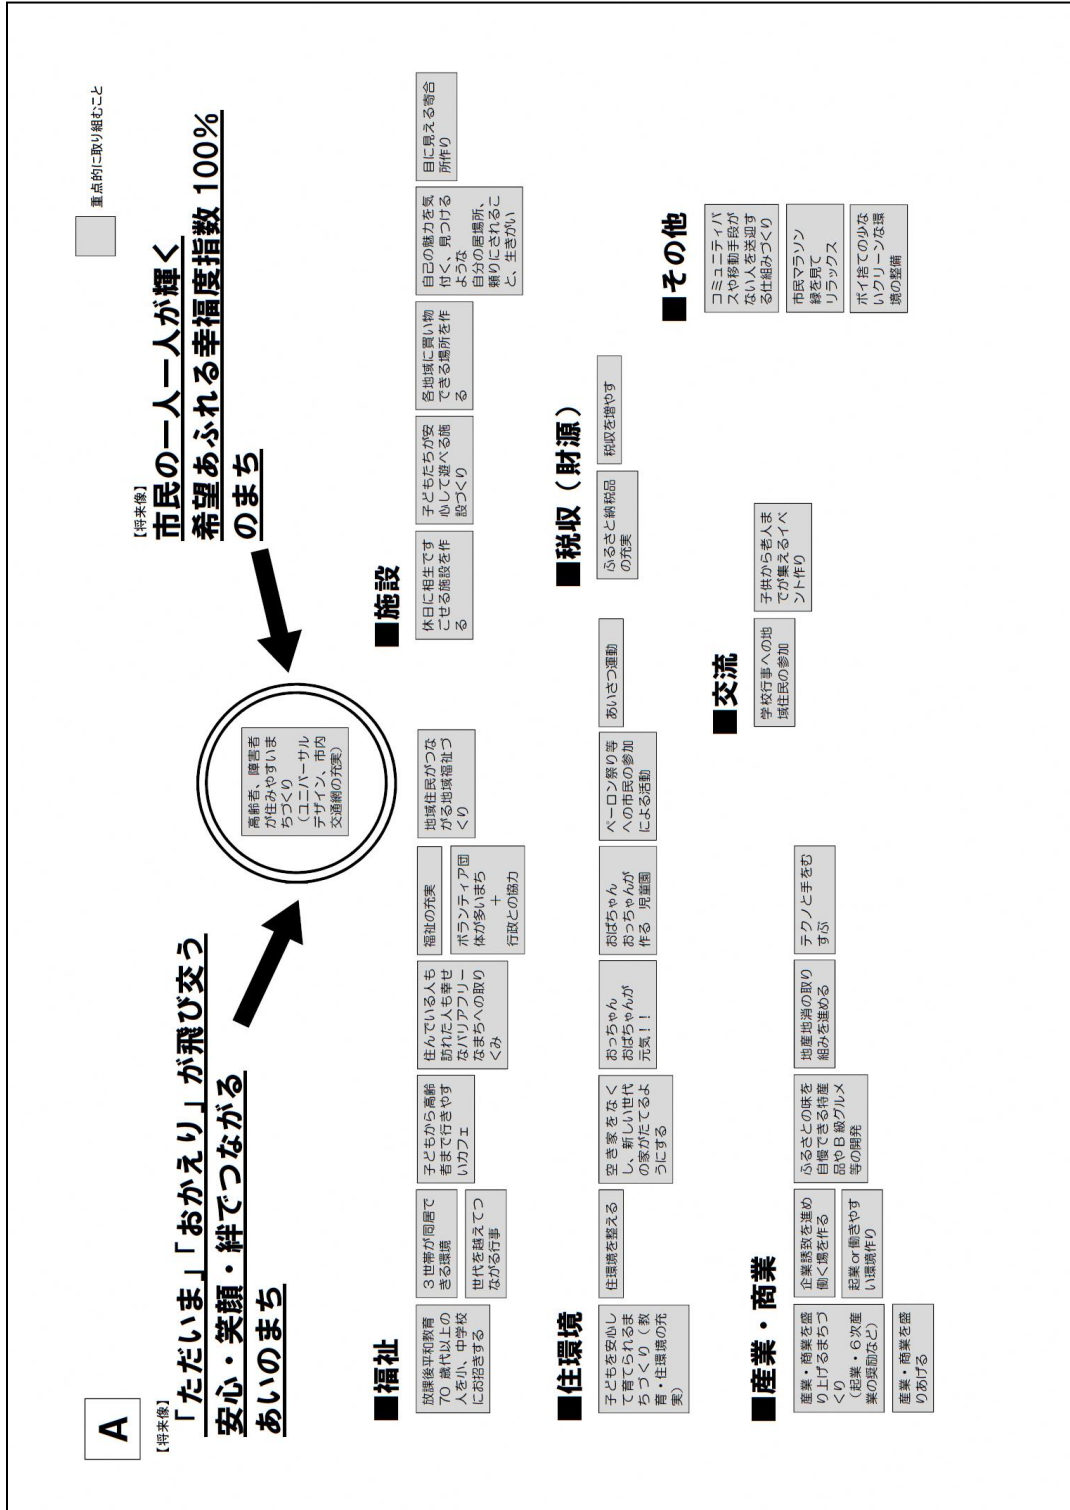 A
【将来像】
「ただいま」「おかえり」が飛び交う
安心・笑顔・絆でつながる
あいのまち
【将来像】
市民の一人一人が輝く
希望あふれる幸福度指数 100%
のまち
重点的に取り組むこと
高齢者、障害者
が住みやすいま
ちづくり
（ユニバーサル
デザイン、市内
交通網の充実）
■福祉
放課後平和教育
70 歳代以上の
人を小、中学校
にお招きする
３世帯が同居で
きる環境
世代を越えてつ
ながる行事
子どもから高齢
者まで行きやす
いカフェ
住んでいる人も
訪れた人も幸せ
なバリアフリー
なまちへの取り
くみ
福祉の充実
ボランティア団
体が多いまち
＋
行政との協力
地域住民がつな
がる地域福祉づ
くり
■施設
休日に相生です
ごせる施設を作
る
子どもたちが安
心して遊べる施
設づくり
各地域に買い物
できる場所を作
る
自己の魅力を気
付く、見つける
ような
自分の居場所、
頼りにされるこ
と、生きがい
目に見える寄合
所作り
■住環境
子どもを安心し
て育てられるま
ちづくり（教
育・住環境の充
実）
住環境を整える
空き家をなく
し、新しい世代
の家がたてるよ
うにする
おっちゃん
おばちゃんが
元気！！
おばちゃん
おっちゃんが
作る 児童園
ペーロン祭り等
への市民の参加
による活動
あいさつ運動
■税収（財源）
ふるさと納税品
の充実
税収を増やす
■その他
コミュニティバ
スや移動手段が
ない人を送迎す
る仕組みづくり
市民マラソン
緑を見て
リラックス
ポイ捨ての少な
いクリーンな環
境の整備
■産業・商業
産業・商業を盛
り上げるまちづ
くり
（起業・６次産
業の奨励など）
産業・商業を盛
りあげる
企業誘致を進め
働く場を作る
起業 or 働きやす
い環境作り
ふるさとの味を
自慢できる特産
品や B 級グルメ
等の開発
地産地消の取り
組みを進める
テクノと手をむ
すぶ
■交流
学校行事への地
域住民の参加
子供から老人ま
でが集えるイベ
ント作り